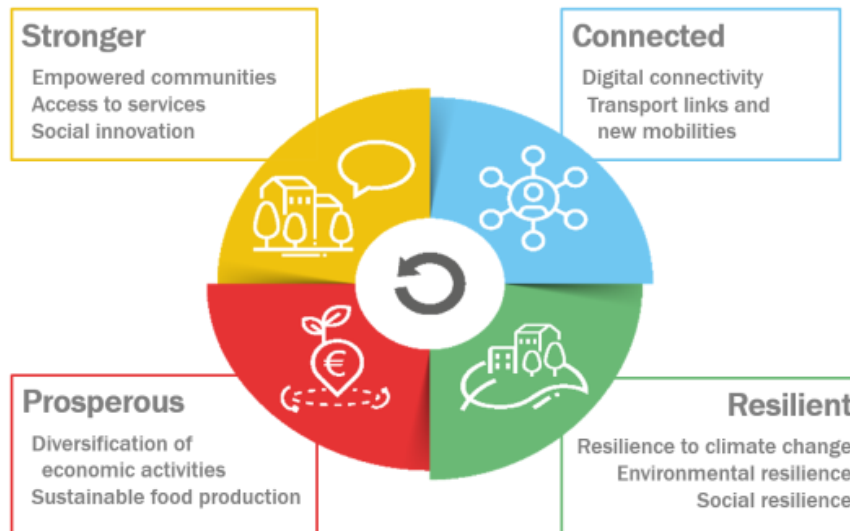 Stronger
Empowered communities
Access to services
Social innovation
Connected
Digital connectivity
Transport links and
new mobilities
€
Prosperous
Diversification of
economic activities
Sustainable food production
Resilient
Resilience to climate change
Environmental resilience
Social resilience